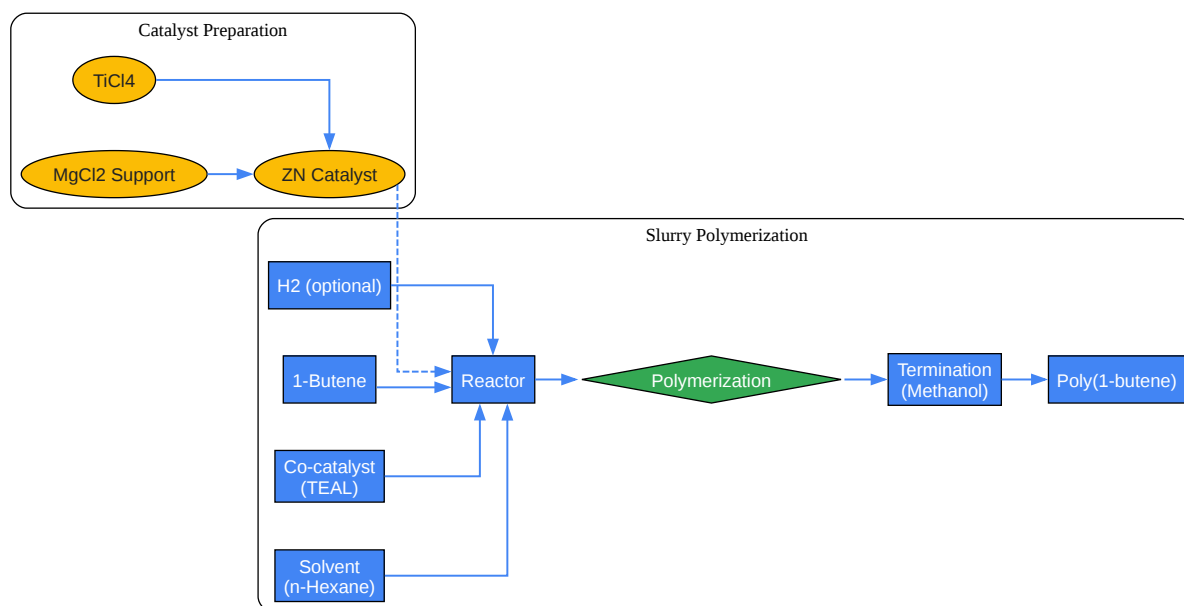 Catalyst Preparation
TiCl4
MgCl2 Support
ZN Catalyst
Slurry Polymerization
H2 (optional)
1-Butene
Reactor
Polymerization
Termination
(Methanol)
Poly(1-butene)
Co-catalyst
(TEAL)
Solvent
(n-Hexane)